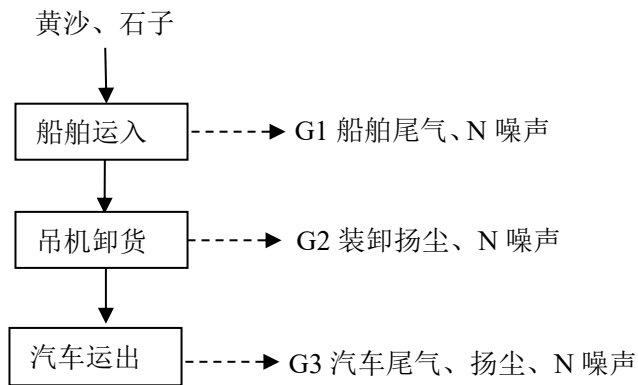 黄沙、石子
船舶运入
G1 船舶尾气、N 噪声
吊机卸货
G2 装卸扬尘、N 噪声
汽车运出
G3 汽车尾气、扬尘、N 噪声